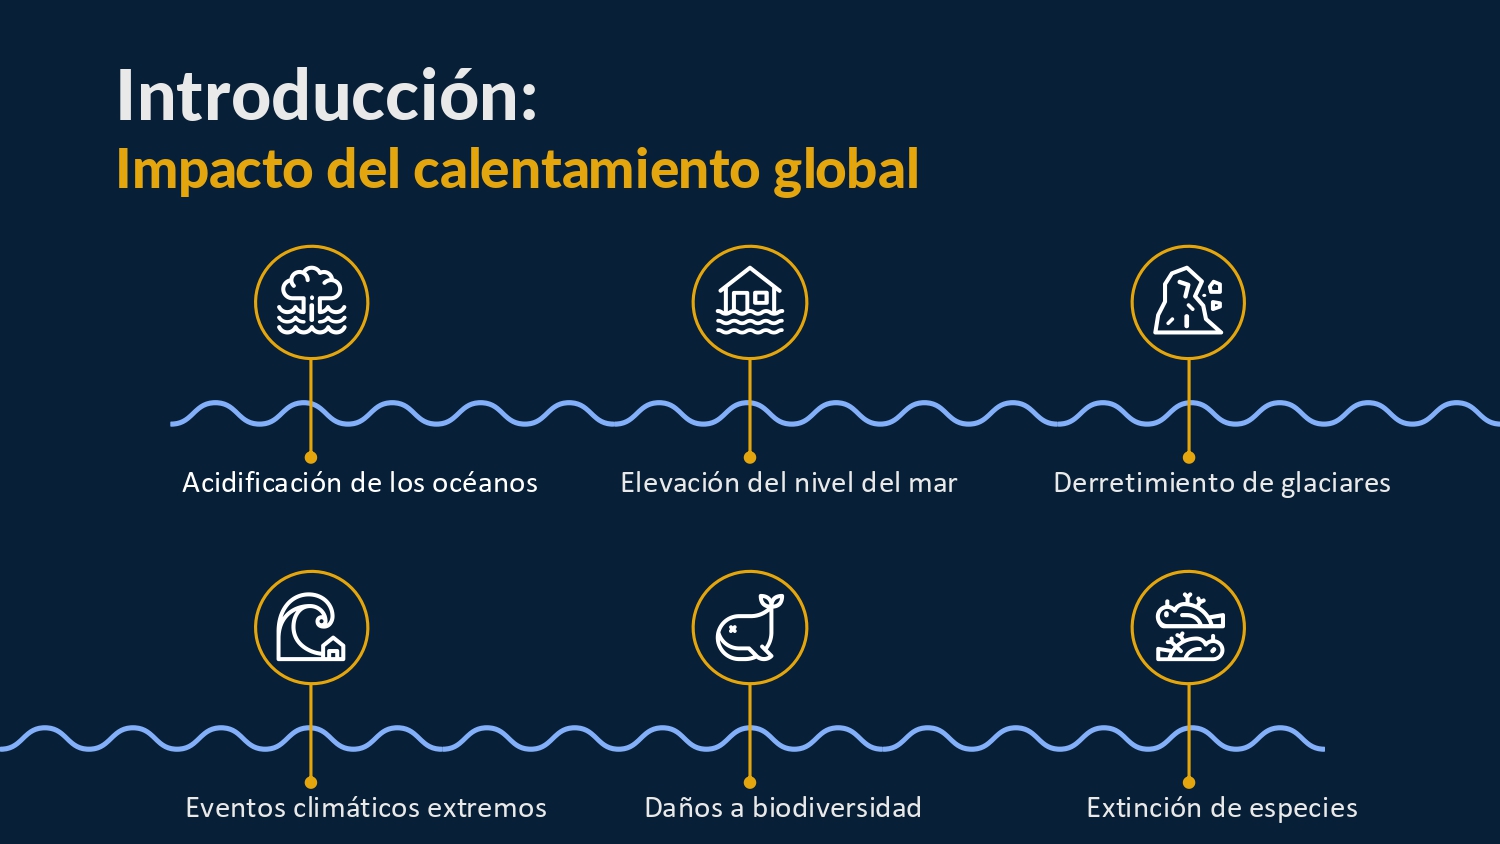 Introducción:
Impacto del calentamiento global
Acidificación de los océanos
Elevación del nivel del mar
Derretimiento de glaciares
Eventos climáticos extremos
Daños a biodiversidad
Extinción de especies